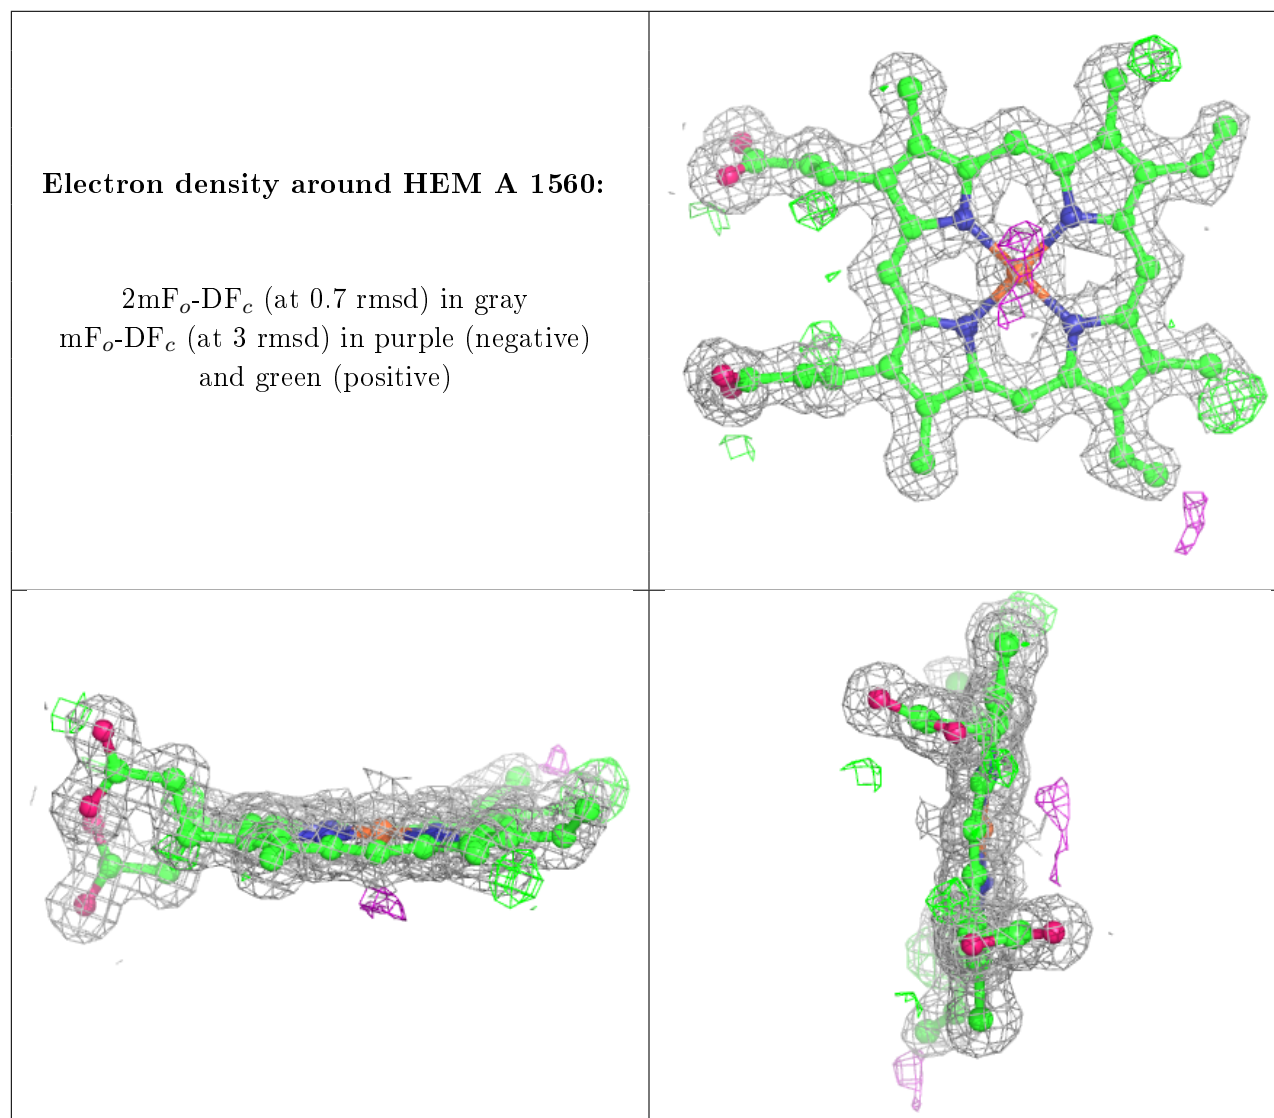 Electron density around HEM A 1560:
2mFo-DFc (at 0.7 rmsd) in gray
mFo-DFc (at 3 rmsd) in purple (negative)
and green (positive)